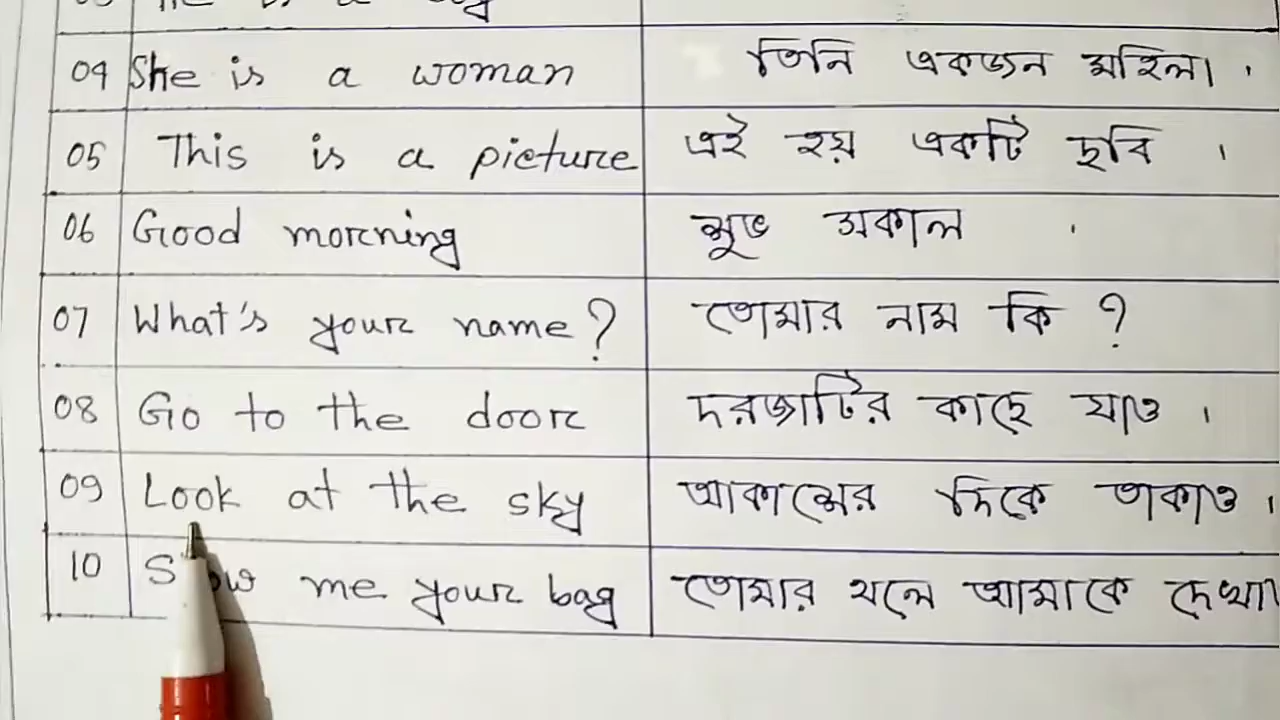 04 She is a woman তিনি একজন মহিলা।
05 This is a picture এই হয় একটি ছবি ।
06 Good morning শুভ সকাল ।
07 What's your name? তোমার নাম কি ?
08 Go to the door দরজাটির কাছে যাও ।
09 Look at the sky আকাশের দিকে তাকাও ।
10 Show me your bag তোমার থলে আমাকে দেখা